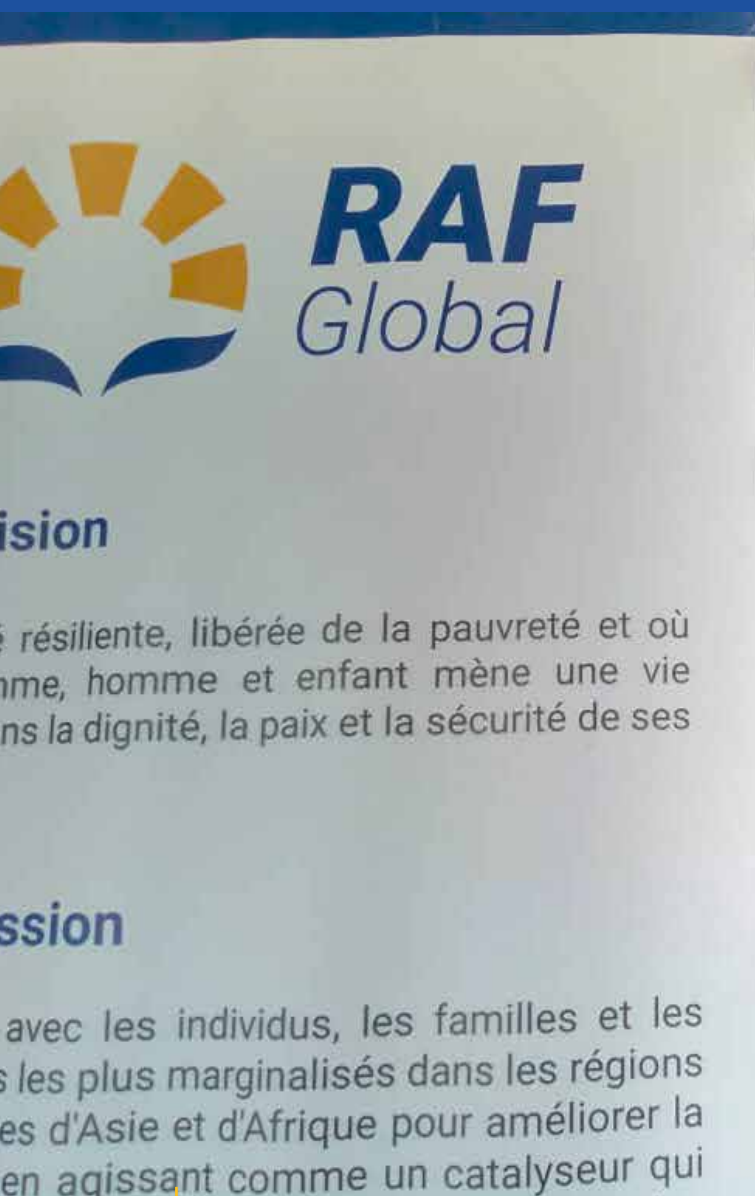 RAF
Global
ision
é résiliente, libérée de la pauvreté et où
nme, homme et enfant mène une vie
ns la dignité, la paix et la sécurité de ses
ssion
avec les individus, les familles et les
s les plus marginalisés dans les régions
es d'Asie et d'Afrique pour améliorer la
en agissant comme un catalyseur qui